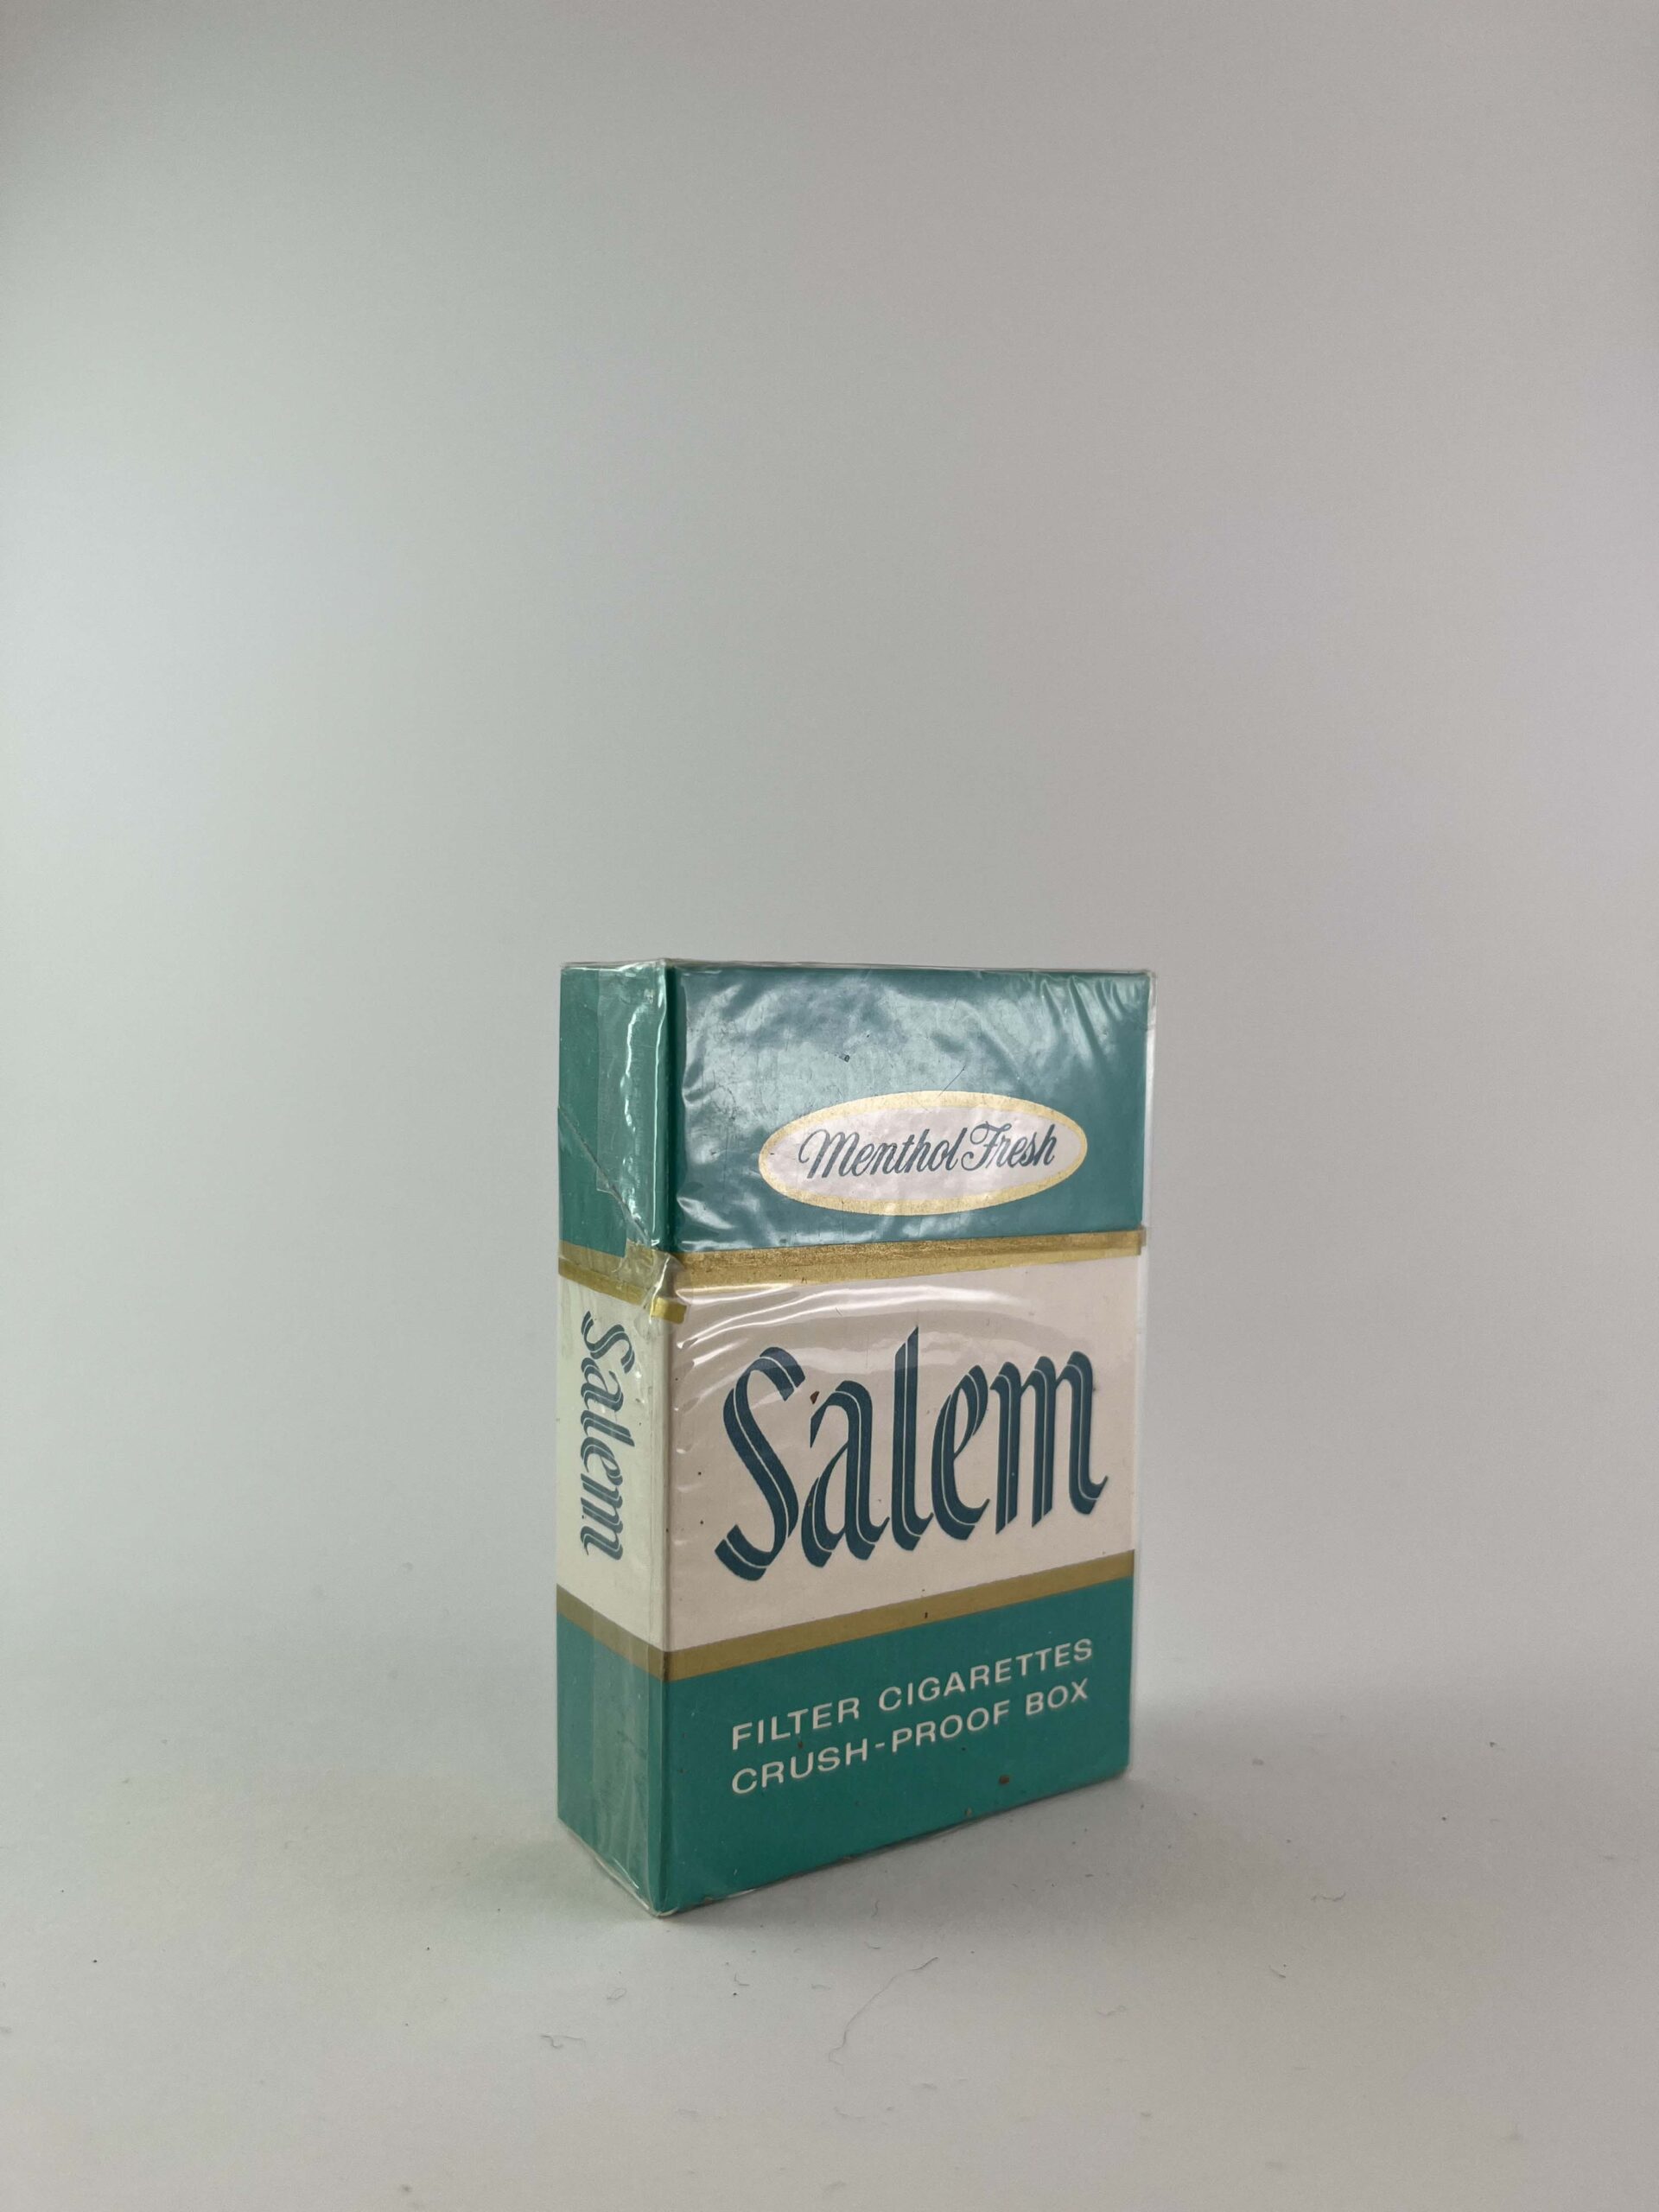 Menthol Fresh
Salem
Salem
FILTER CIGARETTES
CRUSH-PROOF BOX